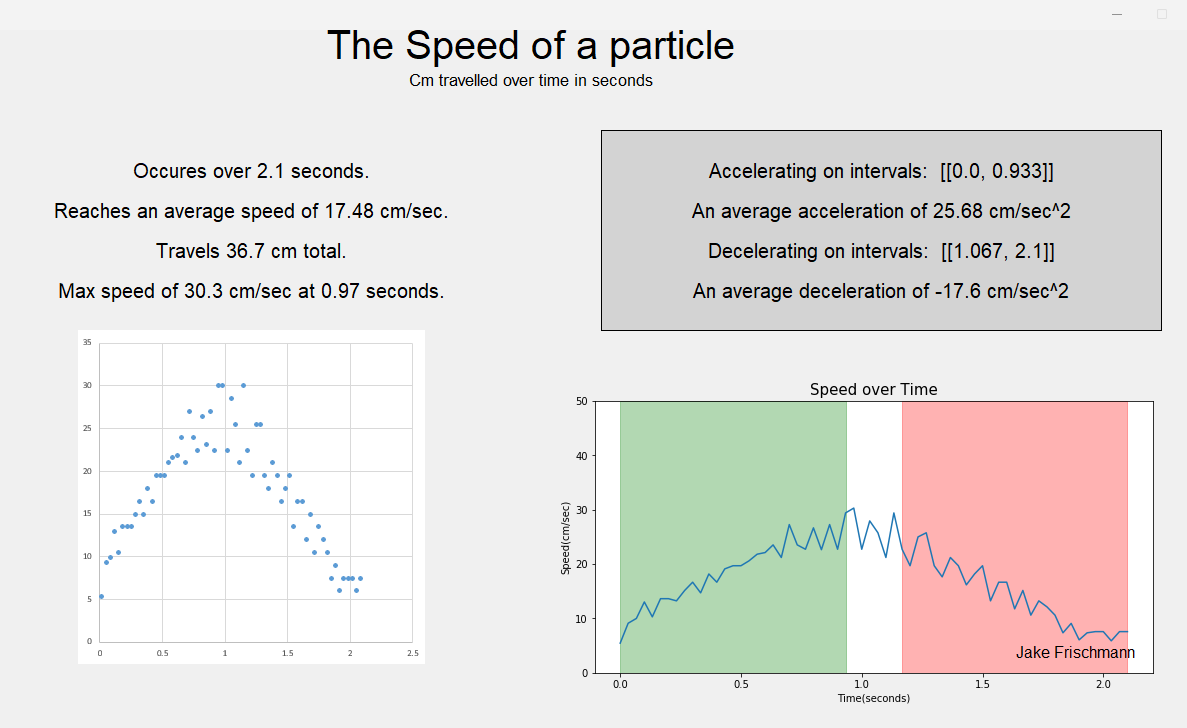 The Speed of a particle
Cm travelled over time in seconds
Occures over 2.1 seconds.
Reaches an average speed of 17.48 cm/sec.
Travels 36.7 cm total.
Max speed of 30.3 cm/sec at 0.97 seconds.
Accelerating on intervals:  [[0.0, 0.933]]
An average acceleration of 25.68 cm/sec^2
Decelerating on intervals:  [[1.067, 2.1]]
An average deceleration of -17.6 cm/sec^2
35
30
25
20
15
10
5
0
0 0.5 1 1.5 2 2.5
Speed over Time
Speed(cm/sec)
50
40
30
20
10
0
Jake Frischmann
0.0 0.5 1.0 1.5 2.0
Time(seconds)